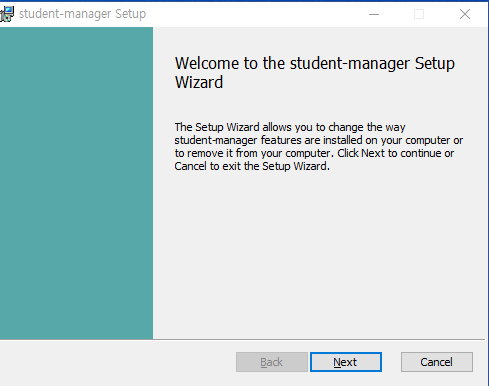 student-manager Setup
Welcome to the student-manager Setup
Wizard
The Setup Wizard allows you to change the way
student-manager features are installed on your computer or
to remove it from your computer. Click Next to continue or
Cancel to exit the Setup Wizard.
Back Next Cancel